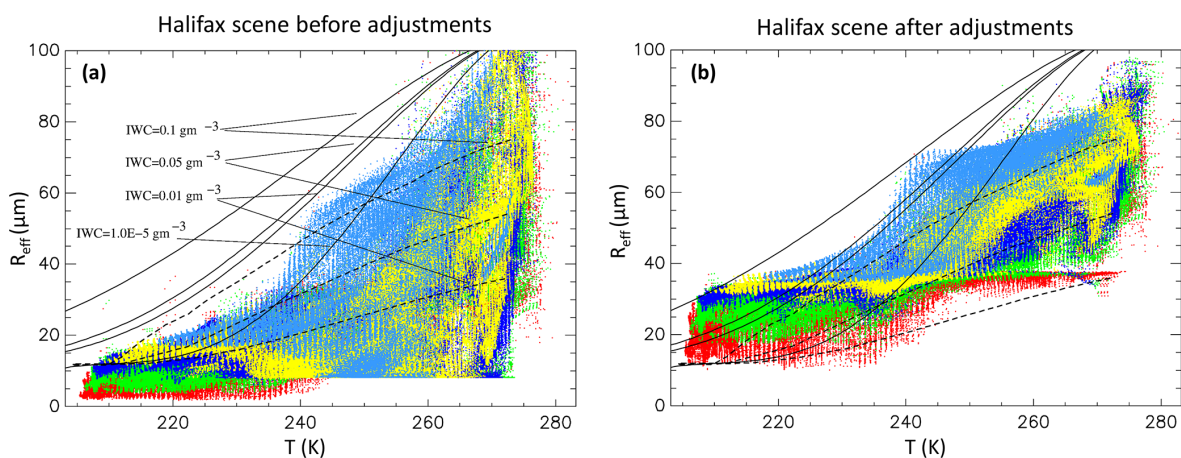 Halifax scene before adjustments
Halifax scene after adjustments
(a)
100
80
60
40
20
0
R_eff (μm)
IWC=0.1 gm ⁻³
IWC=0.05 gm⁻³
IWC=0.01 gm⁻³
IWC=1.0E−5 gm⁻³
220
240
260
280
T (K)
(b)
100
80
60
40
20
0
R_eff (μm)
220
240
260
280
T (K)